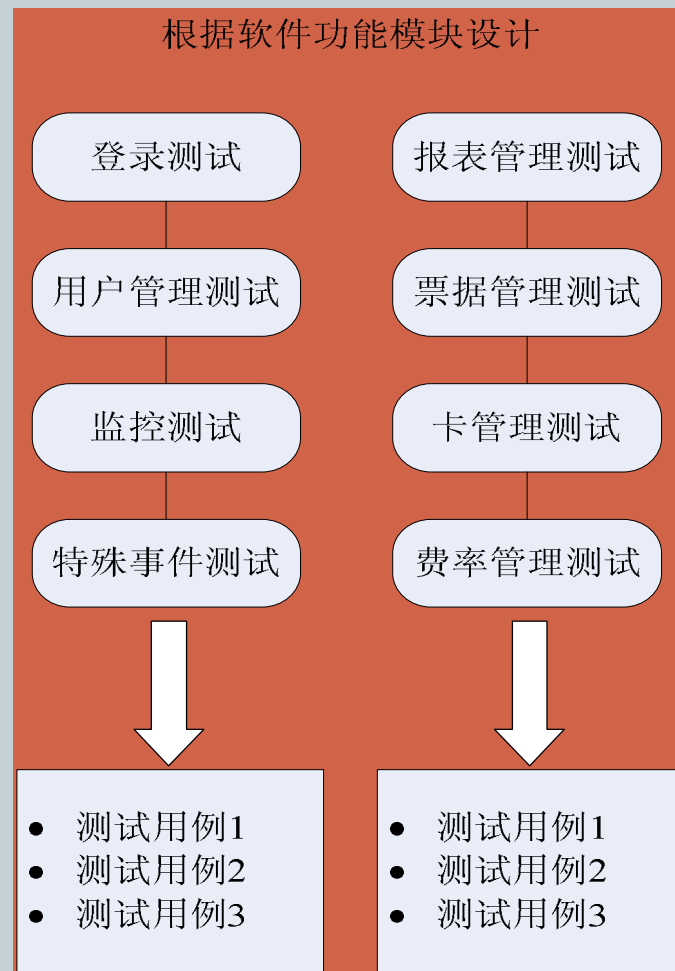 根据软件功能模块设计
登录测试
用户管理测试
监控测试
特殊事件测试
• 测试用例1
• 测试用例2
• 测试用例3
报表管理测试
票据管理测试
卡管理测试
费率管理测试
• 测试用例1
• 测试用例2
• 测试用例3